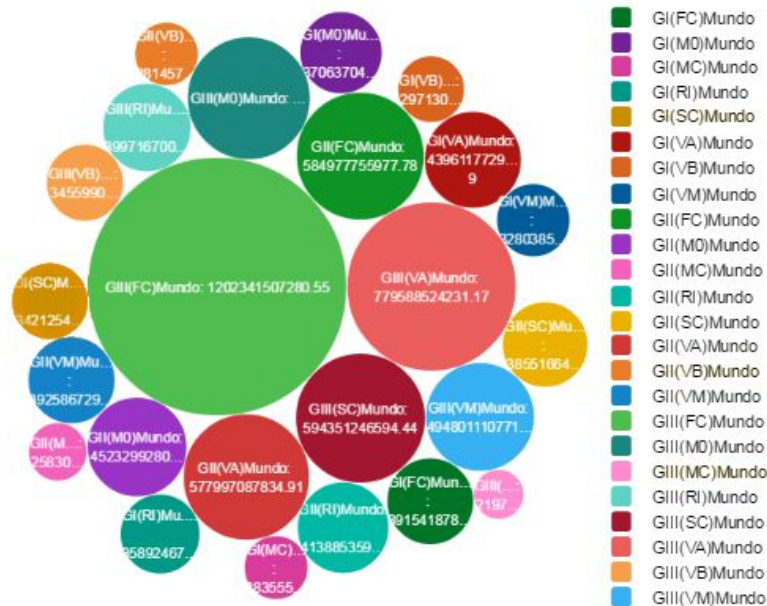 GII(VB)...
:
381457
GI(M0)Mu...
:
37063704...
GIII(M0)Mundo: ...
GIII(RI)Mu...
:
399716700...
GI(VB)...:
297130...
GII(FC)Mundo:
584977755977.78
GI(VA)Mundo:
4396117729...
9
GIII(VB)...
:
3455990...
GI(VM)M...
:
3280385...
GIII(FC)Mundo: 1202341507280.55
GIII(VA)Mundo:
779588524231.17
GI(SC)M...
:
3421254
GII(SC)Mu...
:
38551664...
GII(VM)Mu...
:
392586729...
GIII(SC)Mundo:
594351246594.44
GIII(VM)Mundo:
494801110771...
GII(M...
:
25830...
GII(M0)Mundo:
4523299280...
GII(VA)Mundo:
577997087834.91
GI(FC)Mun...
:
391541878...
GIII(...
:
2197...
GI(RI)Mu...
:
95892467...
GII(RI)Mundo
:
413885359...
GI(MC)...
:
383555...
GI(FC)Mundo
GI(M0)Mundo
GI(MC)Mundo
GI(RI)Mundo
GI(SC)Mundo
GI(VA)Mundo
GI(VB)Mundo
GI(VM)Mundo
GII(FC)Mundo
GII(M0)Mundo
GII(MC)Mundo
GII(RI)Mundo
GII(SC)Mundo
GII(VA)Mundo
GII(VB)Mundo
GII(VM)Mundo
GIII(FC)Mundo
GIII(M0)Mundo
GIII(MC)Mundo
GIII(RI)Mundo
GIII(SC)Mundo
GIII(VA)Mundo
GIII(VB)Mundo
GIII(VM)Mundo